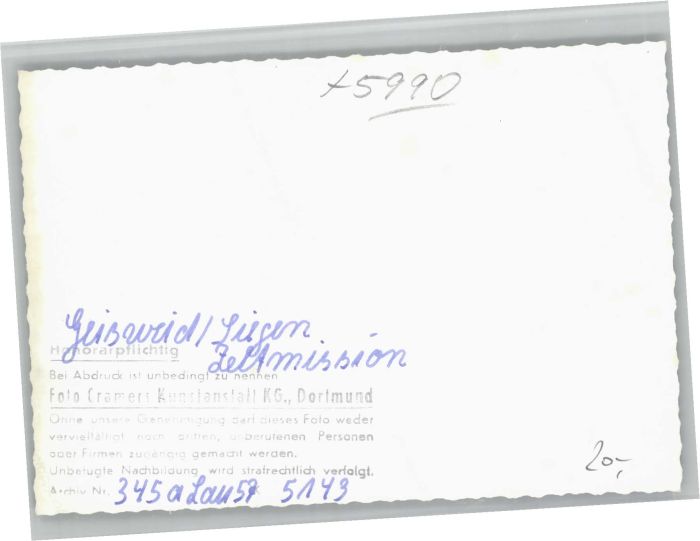 +5990
Geisweid/Siegen
Zeltmission
Honorarpflichtig
Bei Abdruck ist unbedingt zu nennen
Foto Cramers Kunstanstalt KG., Dortmund
Ohne unsere Genehmigung darf dieses Foto weder
vervielfältigt noch dritten, unberufenen Personen
oder Firmen zugängig gemacht werden.
Unbefugte Nachbildung wird strafrechtlich verfolgt.
Archiv Nr. 345 a Lau 5143
20,-